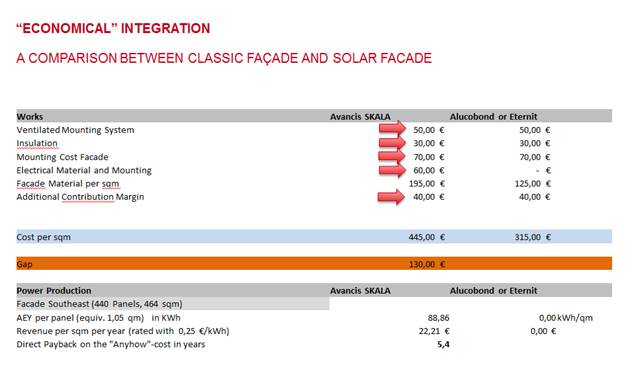 “ECONOMICAL” INTEGRATION
A COMPARISON BETWEEN CLASSIC FAÇADE AND SOLAR FACADE
Works Avancis SKALA Alucobond or Eternit
Ventilated Mounting System 50,00 € 50,00 €
Insulation 30,00 € 30,00 €
Mounting Cost Facade 70,00 € 70,00 €
Electrical Material and Mounting 60,00 € - €
Facade Material per sqm 195,00 € 125,00 €
Additional Contribution Margin 40,00 € 40,00 €
Cost per sqm 445,00 € 315,00 €
Gap 130,00 €
Power Production Avancis SKALA Alucobond or Eternit
Facade Southeast (440 Panels, 464 sqm)
AEY per panel (equiv. 1,05 qm) in KWh 88,86 0,00 kWh/qm
Revenue per sqm per year (rated with 0,25 €/kWh) 22,21 € 0,00 €
Direct Payback on the "Anyhow"-cost in years 5,4